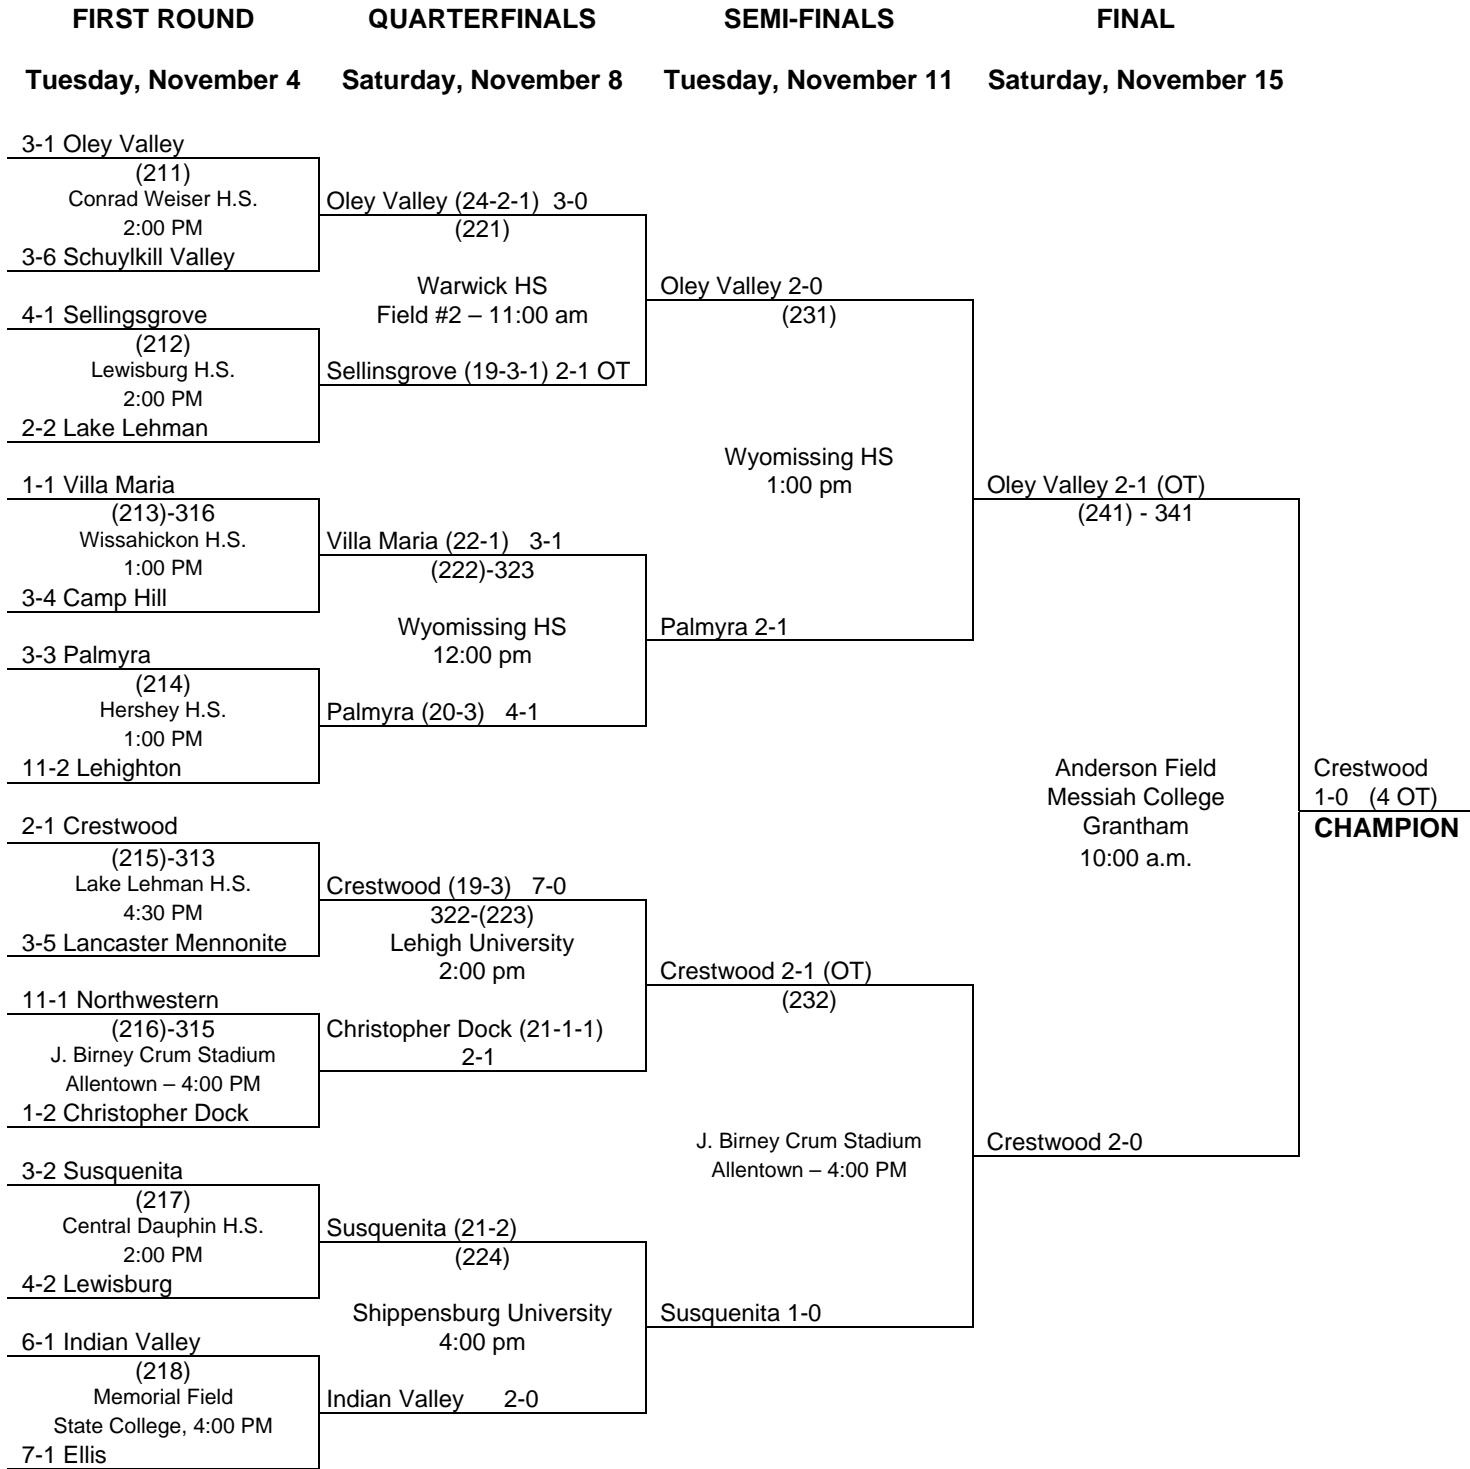 FIRST ROUND
QUARTERFINALS
SEMI-FINALS
FINAL
Tuesday, November 4
Saturday, November 8
Tuesday, November 11
Saturday, November 15
3-1 Oley Valley
(211)
Conrad Weiser H.S.
2:00 PM
3-6 Schuylkill Valley
4-1 Sellingsgrove
(212)
Lewisburg H.S.
2:00 PM
2-2 Lake Lehman
1-1 Villa Maria
(213)-316
Wissahickon H.S.
1:00 PM
3-4 Camp Hill
3-3 Palmyra
(214)
Hershey H.S.
1:00 PM
11-2 Lehighton
2-1 Crestwood
(215)-313
Lake Lehman H.S.
4:30 PM
3-5 Lancaster Mennonite
11-1 Northwestern
(216)-315
J. Birney Crum Stadium
Allentown – 4:00 PM
1-2 Christopher Dock
3-2 Susquenita
(217)
Central Dauphin H.S.
2:00 PM
4-2 Lewisburg
6-1 Indian Valley
(218)
Memorial Field
State College, 4:00 PM
7-1 Ellis
Oley Valley (24-2-1) 3-0
(221)
Warwick HS
Field #2 – 11:00 am
Sellinsgrove (19-3-1) 2-1 OT
Villa Maria (22-1) 3-1
(222)-323
Wyomissing HS
12:00 pm
Palmyra (20-3) 4-1
Crestwood (19-3) 7-0
322-(223)
Lehigh University
2:00 pm
Christopher Dock (21-1-1)
2-1
Susquenita (21-2)
(224)
Shippensburg University
4:00 pm
Indian Valley 2-0
Oley Valley 2-0
(231)
Wyomissing HS
1:00 pm
Palmyra 2-1
Crestwood 2-1 (OT)
(232)
J. Birney Crum Stadium
Allentown – 4:00 PM
Susquenita 1-0
Oley Valley 2-1 (OT)
(241) - 341
Anderson Field
Messiah College
Grantham
10:00 a.m.
Crestwood 2-0
Crestwood
1-0 (4 OT)
CHAMPION